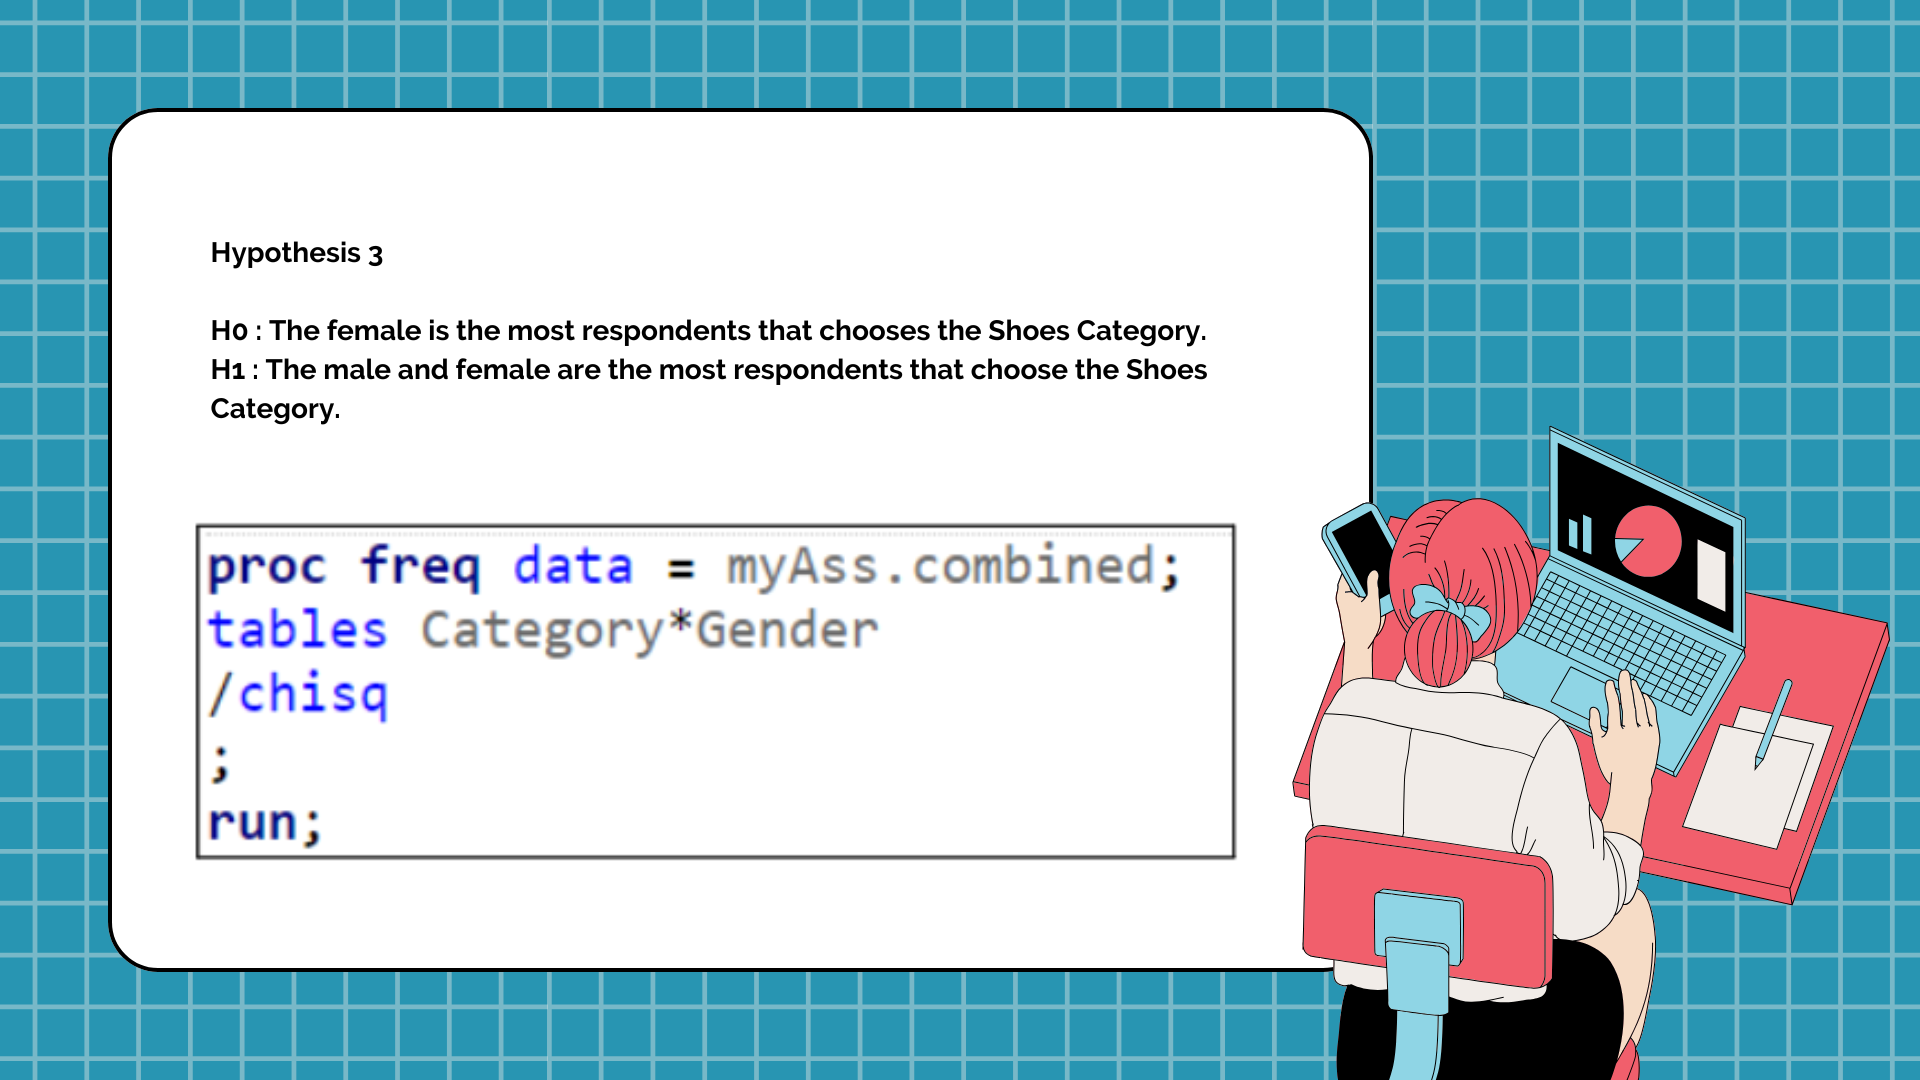 Hypothesis 3
H0 : The female is the most respondents that chooses the Shoes Category.
H1 : The male and female are the most respondents that choose the Shoes
Category.
proc freq data = myAss.combined;
tables Category*Gender
/chisq
;
run;